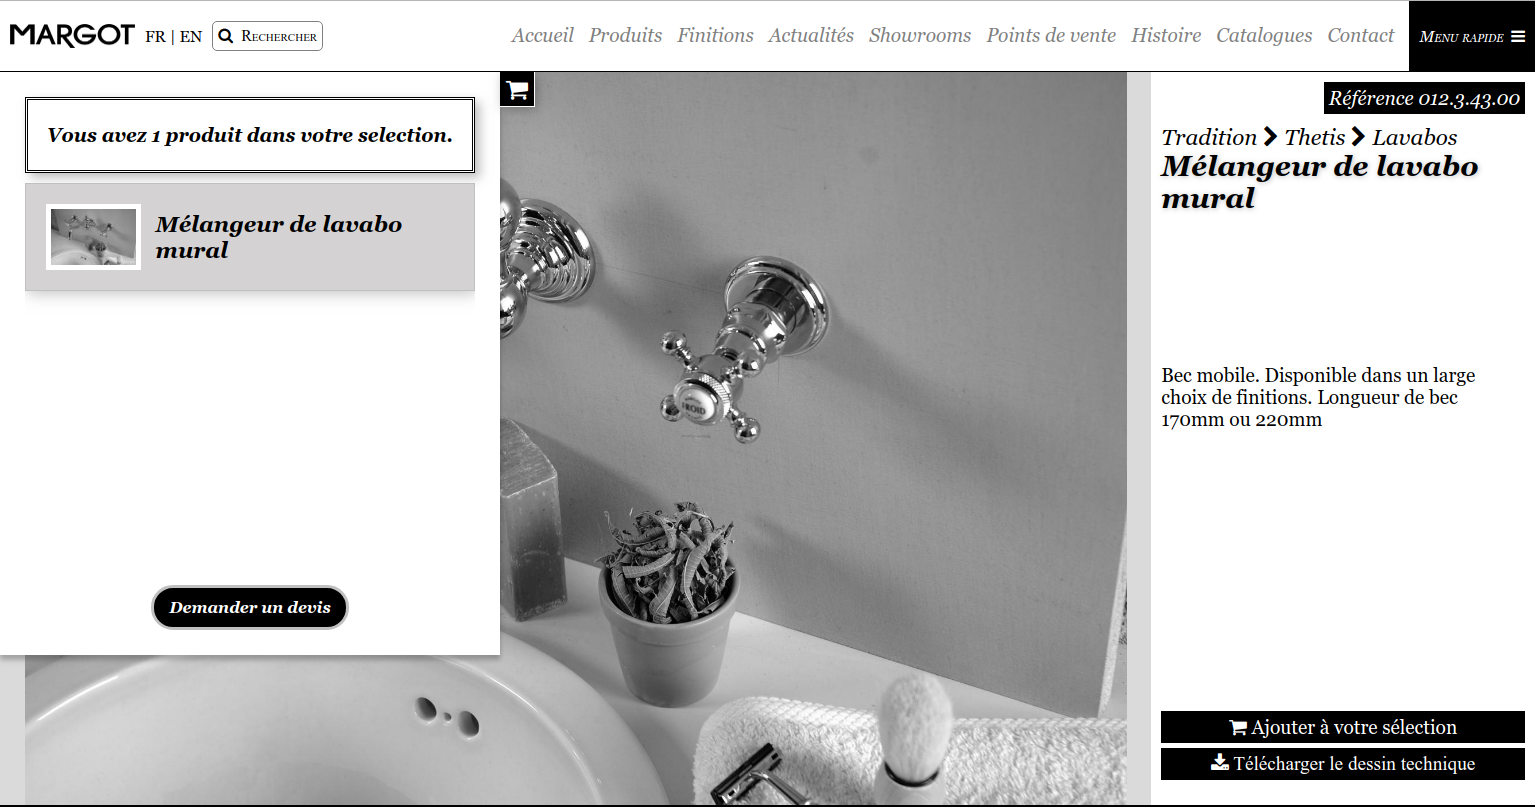 MARGOT FR | EN Rechercher
Accueil Produits Finitions Actualités Showrooms Points de vente Histoire Catalogues Contact Menu rapide
Vous avez 1 produit dans votre selection.
Mélangeur de lavabo
mural
Demander un devis
FROID
Référence 012.3.43.00
Tradition Thetis Lavabos
Mélangeur de lavabo
mural
Bec mobile. Disponible dans un large
choix de finitions. Longueur de bec
170mm ou 220mm
Ajouter à votre sélection
Télécharger le dessin technique